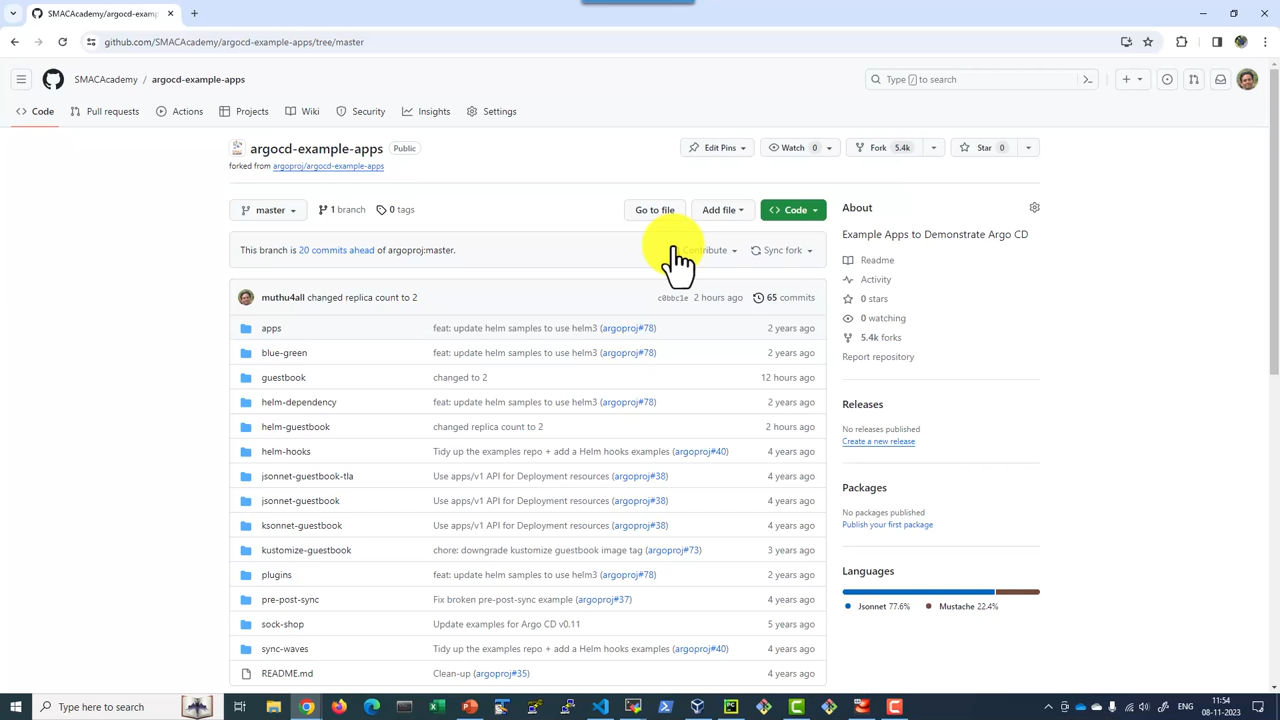 SMACAcademy/argocd-examp
github.com/SMACAcademy/argocd-example-apps/tree/master
SMACAcademy / argocd-example-apps
Type / to search
Code Pull requests Actions Projects Wiki Security Insights Settings
argocd-example-apps Public
forked from argoproj/argocd-example-apps
Edit Pins Watch 0 Fork 5.4k Star 0
master 1 branch 0 tags Go to file Add file Code
This branch is 20 commits ahead of argoproj:master.
Contribute Sync fork
muthu4all changed replica count to 2 c0bbc1e 2 hours ago 65 commits
apps feat: update helm samples to use helm3 (argoproj#78) 2 years ago
blue-green feat: update helm samples to use helm3 (argoproj#78) 2 years ago
guestbook changed to 2 12 hours ago
helm-dependency feat: update helm samples to use helm3 (argoproj#78) 2 years ago
helm-guestbook changed replica count to 2 2 hours ago
helm-hooks Tidy up the examples repo + add a Helm hooks examples (argoproj#40) 4 years ago
jsonnet-guestbook-tla Use apps/v1 API for Deployment resources (argoproj#38) 4 years ago
jsonnet-guestbook Use apps/v1 API for Deployment resources (argoproj#38) 4 years ago
ksonnet-guestbook Use apps/v1 API for Deployment resources (argoproj#38) 4 years ago
kustomize-guestbook chore: downgrade kustomize guestbook image tag (argoproj#73) 3 years ago
plugins feat: update helm samples to use helm3 (argoproj#78) 2 years ago
pre-post-sync Fix broken pre-post-sync example (argoproj#37) 4 years ago
sock-shop Update examples for Argo CD v0.11 5 years ago
sync-waves Tidy up the examples repo + add a Helm hooks examples (argoproj#40) 4 years ago
README.md Clean-up (argoproj#35) 4 years ago
About
Example Apps to Demonstrate Argo CD
Readme
Activity
0 stars
0 watching
5.4k forks
Report repository
Releases
No releases published
Create a new release
Packages
No packages published
Publish your first package
Languages
Jsonnet 77.6% Mustache 22.4%
Type here to search
ENG
11:54
08-11-2023